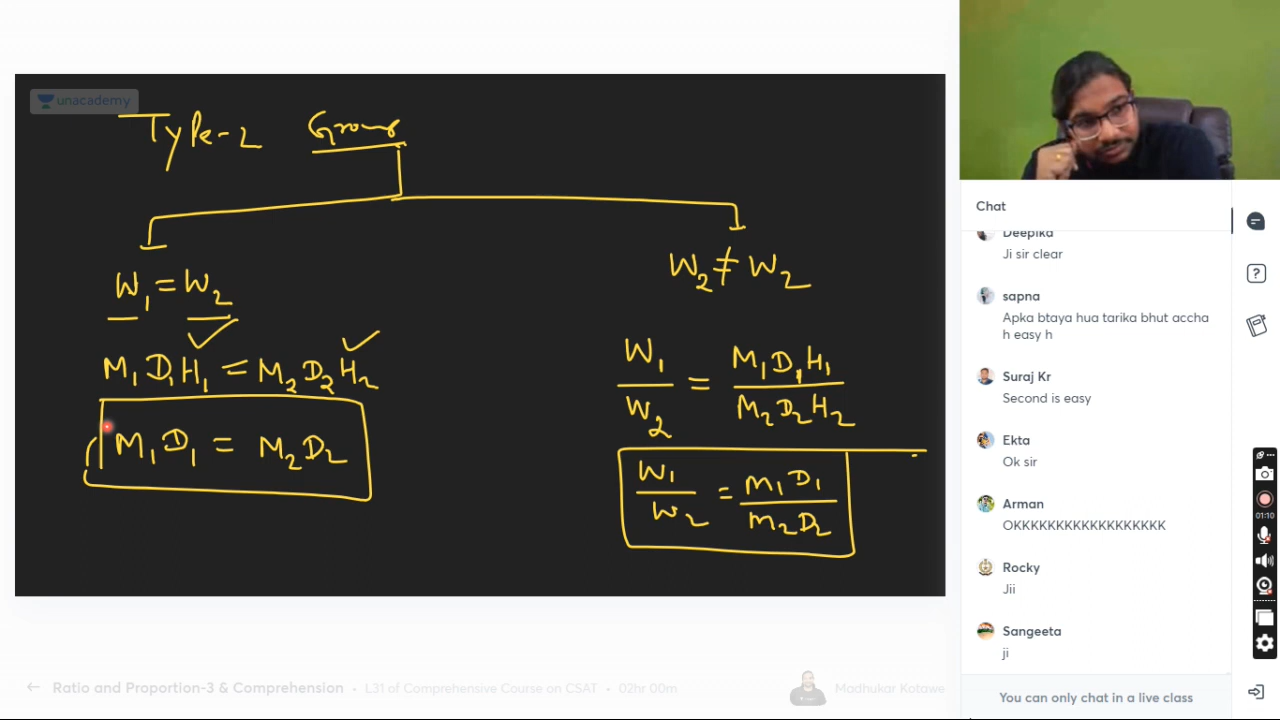 unacademy
Type-2 Group
W₁ = W₂
W₂ ≠ W₂
M₁D₁H₁ = M₂D₂H₂
M₁D₁ = M₂D₂
W₁/W₂ = M₁D₁H₁/M₂D₂H₂
W₁/W₂ = M₁D₁/M₂D₂
Chat
Deepika
Ji sir clear
sapna
Apka btaya hua tarika bhut accha
h easy h
Suraj Kr
Second is easy
Ekta
Ok sir
Arman
OKKKKKKKKKKKKKKKKKK
Rocky
Jii
Sangeeta
ji
You can only chat in a live class
01:10
← Ratio and Proportion-3 & Comprehension • L31 of Comprehensive Course on CSAT • 02hr 00m
Madhukar Kotawe